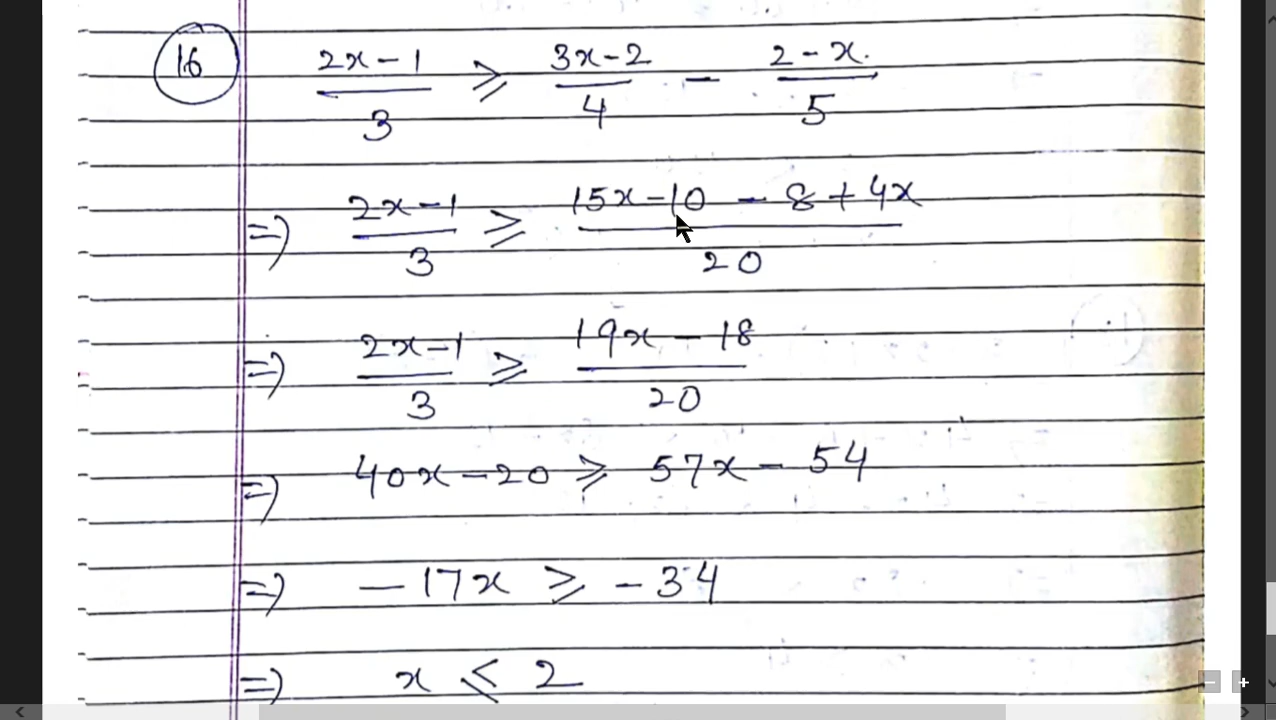 16 (2x-1)/3 ⩾ (3x-2)/4 - (2-x)/5
=> (2x-1)/3 ⩾ (15x-10 - 8+4x)/20
=> (2x-1)/3 ⩾ (19x-18)/20
=> 40x-20 ⩾ 57x-54
=> -17x ⩾ -34
=> x ⩽ 2